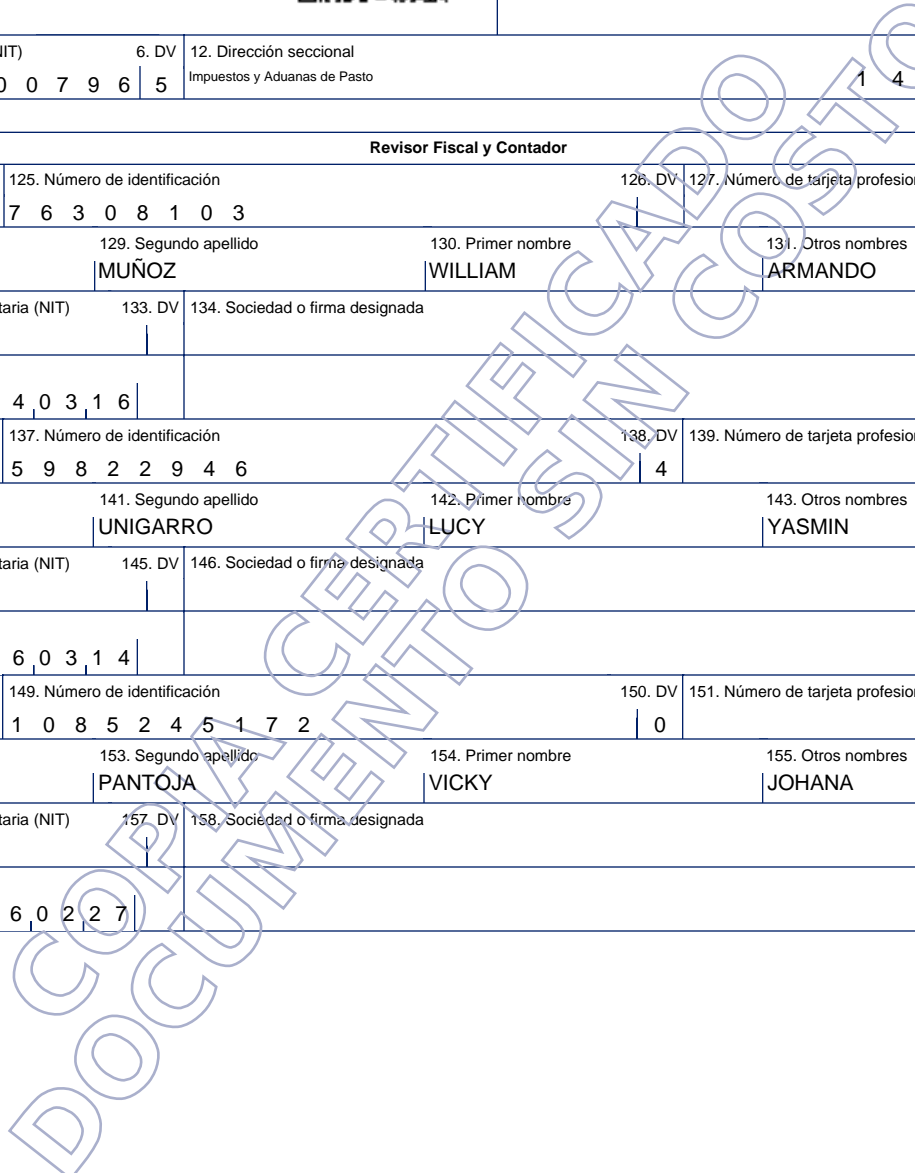 NIT) 6. DV 12. Dirección seccional
0 0 7 9 6 5 Impuestos y Aduanas de Pasto 1 4
Revisor Fiscal y Contador
125. Número de identificación 126. DV 127. Número de tarjeta profesion
7 6 3 0 8 1 0 3
129. Segundo apellido 130. Primer nombre 131. Otros nombres
MUÑOZ WILLIAM ARMANDO
taria (NIT) 133. DV 134. Sociedad o firma designada
4 0 3 1 6
137. Número de identificación 138. DV 139. Número de tarjeta profesion
5 9 8 2 2 9 4 6 4
141. Segundo apellido 142. Primer nombre 143. Otros nombres
UNIGARRO LUCY YASMIN
taria (NIT) 145. DV 146. Sociedad o firma designada
6 0 3 1 4
149. Número de identificación 150. DV 151. Número de tarjeta profesion
1 0 8 5 2 4 5 1 7 2 0
153. Segundo apellido 154. Primer nombre 155. Otros nombres
PANTOJA VICKY JOHANA
taria (NIT) 157. DV 158. Sociedad o firma designada
6 0 2 2 7
COPIA CERTIFICADO
DOCUMENTO SIN COSTO